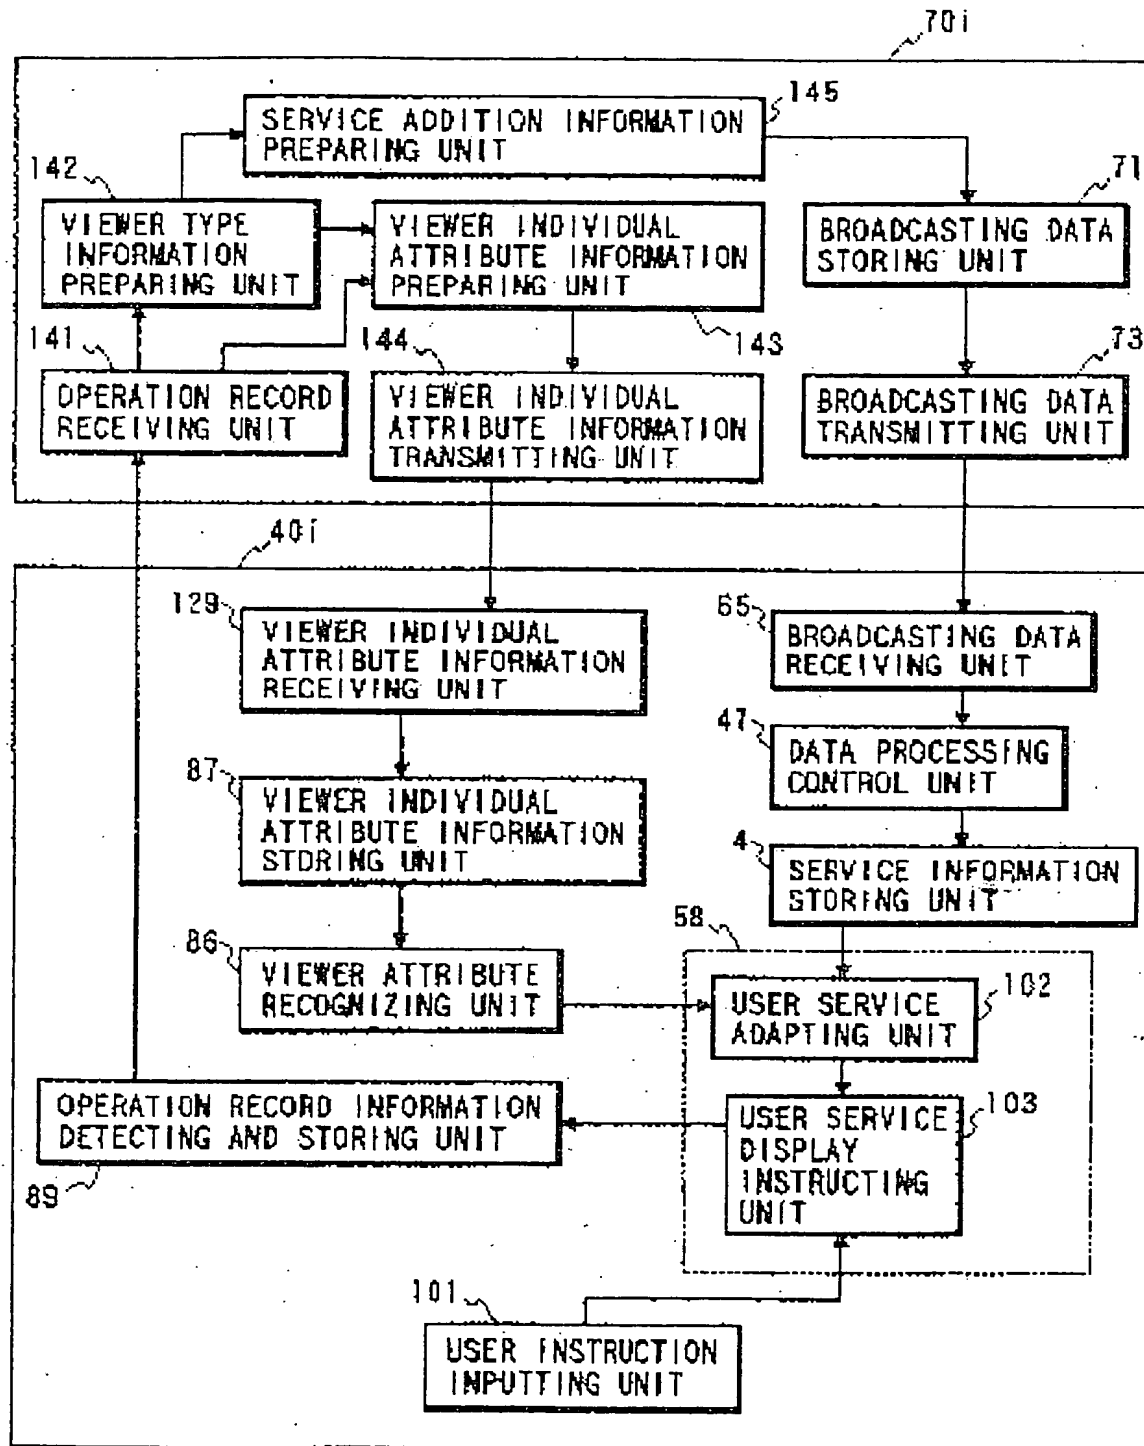 70i
145
SERVICE ADDITION INFORMATION
PREPARING UNIT
142
VIEWER TYPE
INFORMATION
PREPARING UNIT
VIEWER INDIVIDUAL
ATTRIBUTE INFORMATION
PREPARING UNIT
143
71
BROADCASTING DATA
STORING UNIT
141
OPERATION RECORD
RECEIVING UNIT
144
VIEWER INDIVIDUAL
ATTRIBUTE INFORMATION
TRANSMITTING UNIT
73
BROADCASTING DATA
TRANSMITTING UNIT
40i
129
VIEWER INDIVIDUAL
ATTRIBUTE INFORMATION
RECEIVING UNIT
65
BROADCASTING DATA
RECEIVING UNIT
47
DATA PROCESSING
CONTROL UNIT
87
VIEWER INDIVIDUAL
ATTRIBUTE INFORMATION
STORING UNIT
4
SERVICE INFORMATION
STORING UNIT
58
86
VIEWER ATTRIBUTE
RECOGNIZING UNIT
102
USER SERVICE
ADAPTING UNIT
OPERATION RECORD INFORMATION
DETECTING AND STORING UNIT
89
103
USER SERVICE
DISPLAY
INSTRUCTING
UNIT
101
USER INSTRUCTION
INPUTTING UNIT